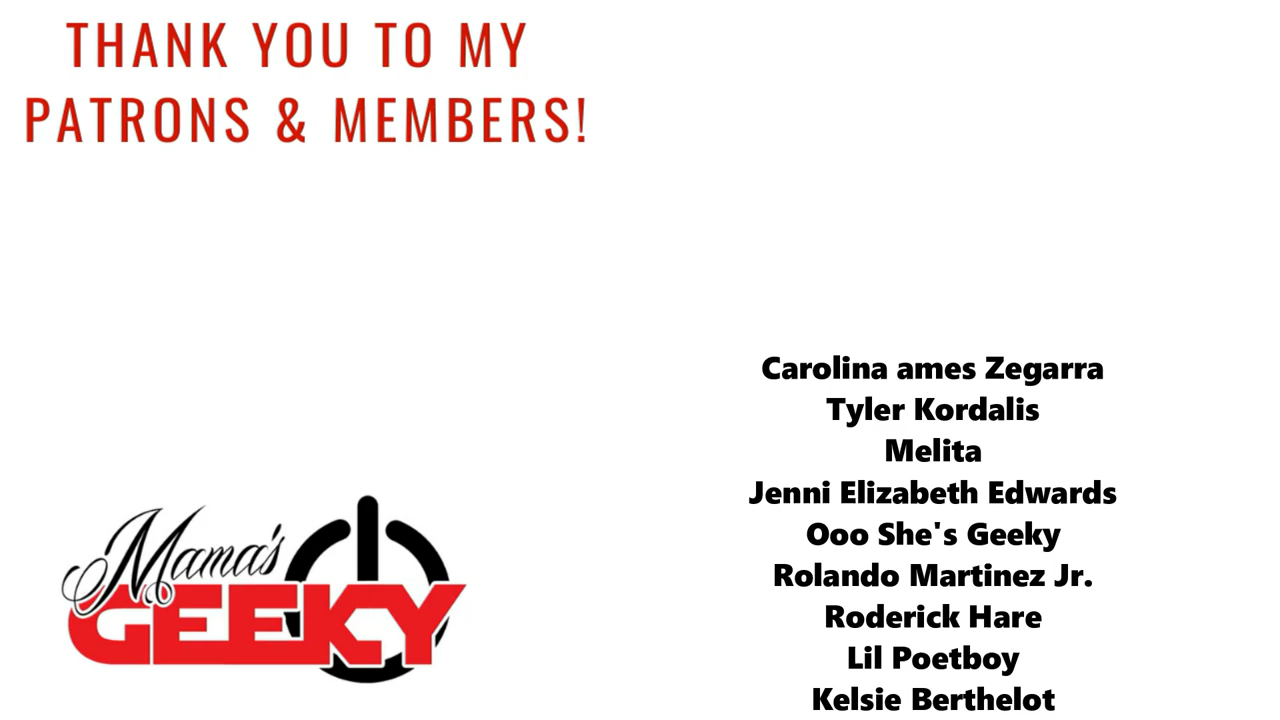 THANK YOU TO MY
PATRONS & MEMBERS!
Carolina ames Zegarra
Tyler Kordalis
Melita
Jenni Elizabeth Edwards
Ooo She's Geeky
Rolando Martinez Jr.
Roderick Hare
Lil Poetboy
Kelsie Berthelot
Mama's
GEEKY